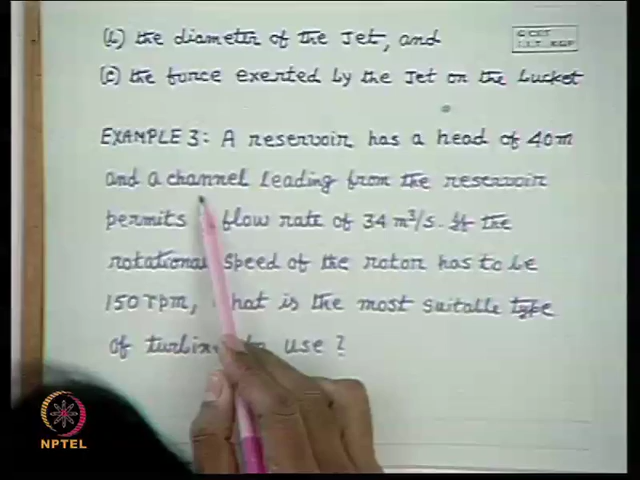 (b) the diameter of the Jet, and
(c) the force exerted by the Jet on the bucket
EXAMPLE 3: A reservoir has a head of 40m
and a channel leading from the reservoir
permits flow rate of 34 m³/s. If the
rotational speed of the rotor has to be
150 rpm, what is the most suitable type
of turbine to use?
I.I.T. KGP
NPTEL